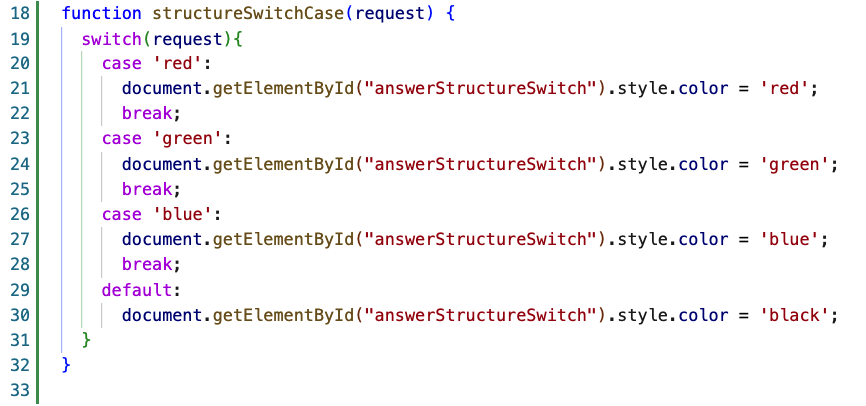 18 function structureSwitchCase(request) {
19 switch(request){
20 case 'red':
21 document.getElementById("answerStructureSwitch").style.color = 'red';
22 break;
23 case 'green':
24 document.getElementById("answerStructureSwitch").style.color = 'green';
25 break;
26 case 'blue':
27 document.getElementById("answerStructureSwitch").style.color = 'blue';
28 break;
29 default:
30 document.getElementById("answerStructureSwitch").style.color = 'black';
31 }
32 }
33